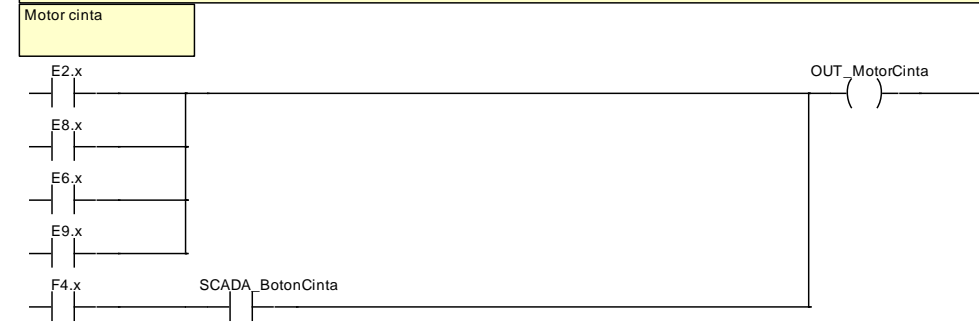 Motor cinta
E2.x
OUT_MotorCinta
E8.x
E6.x
E9.x
F4.x
SCADA_BotonCinta